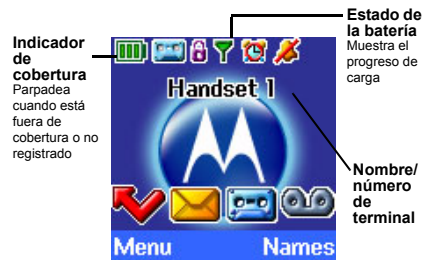 Indicador
de
cobertura
Parpadea
cuando está
fuera de
cobertura o no
registrado
Estado de
la batería
Muestra el
progreso de
carga
Handset 1
Nombre/
número
de
terminal
Menu Names